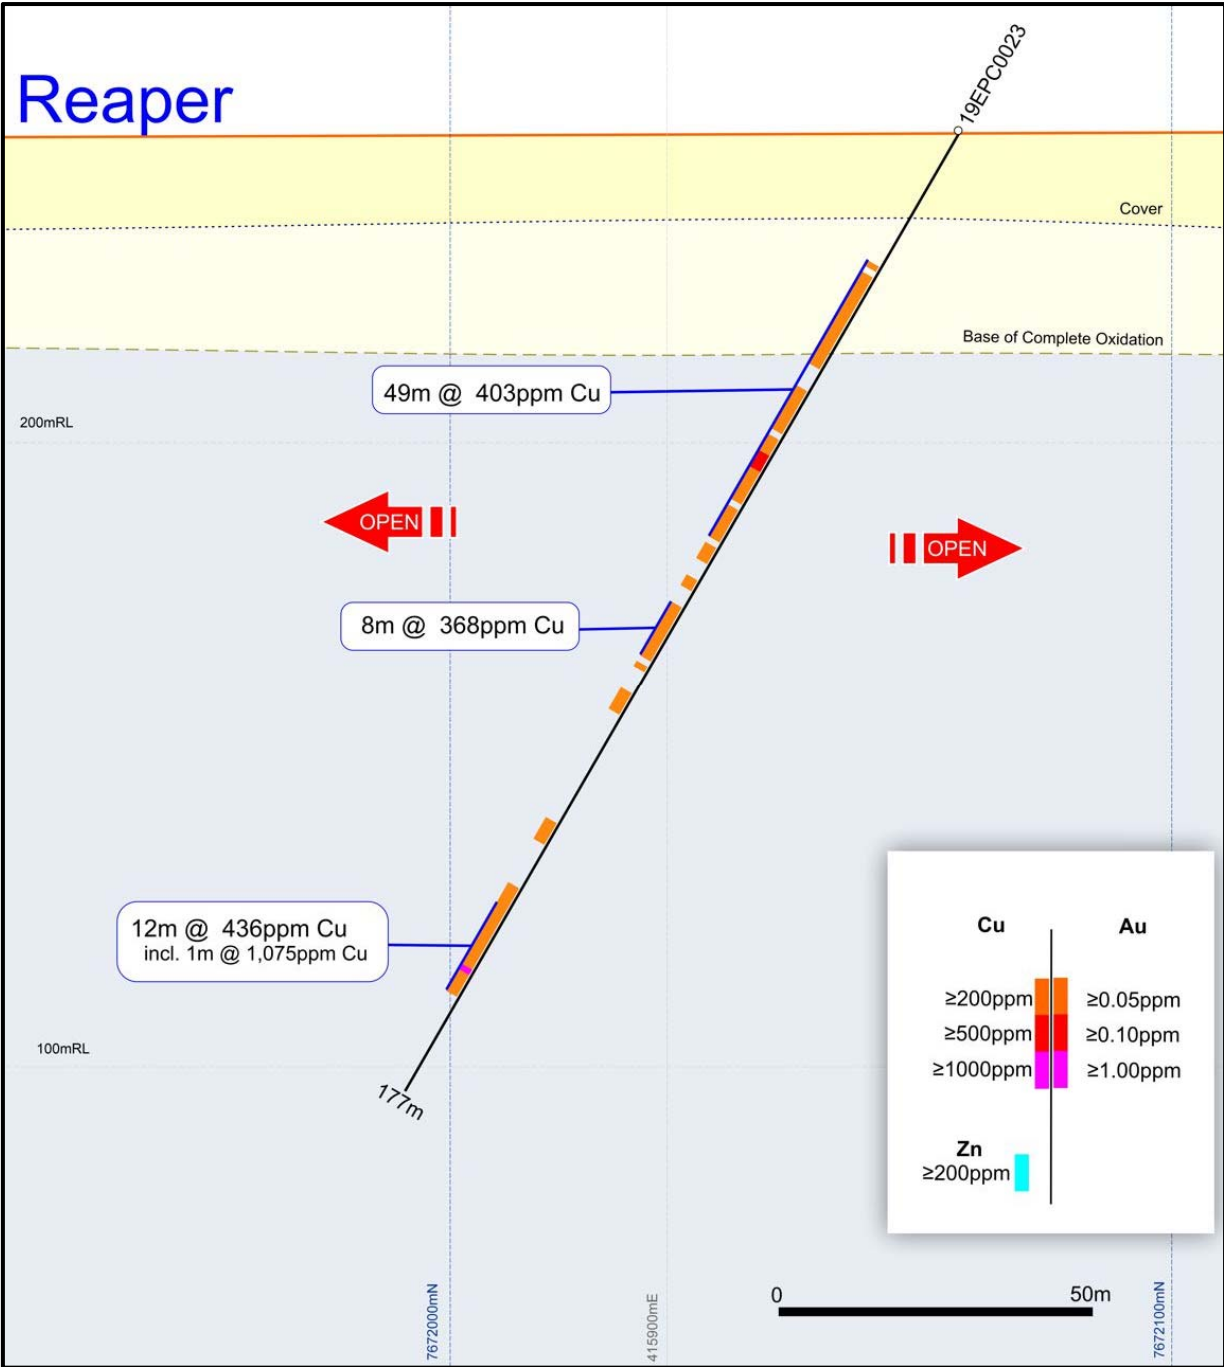 Reaper
19EPC0023
Cover
Base of Complete Oxidation
49m @ 403ppm Cu
200mRL
OPEN
OPEN
8m @ 368ppm Cu
12m @ 436ppm Cu
incl. 1m @ 1,075ppm Cu
100mRL
177m
Cu Au
≥200ppm ≥0.05ppm
≥500ppm ≥0.10ppm
≥1000ppm ≥1.00ppm
Zn
≥200ppm
0 50m
7672000mN
415900mE
7672100mN